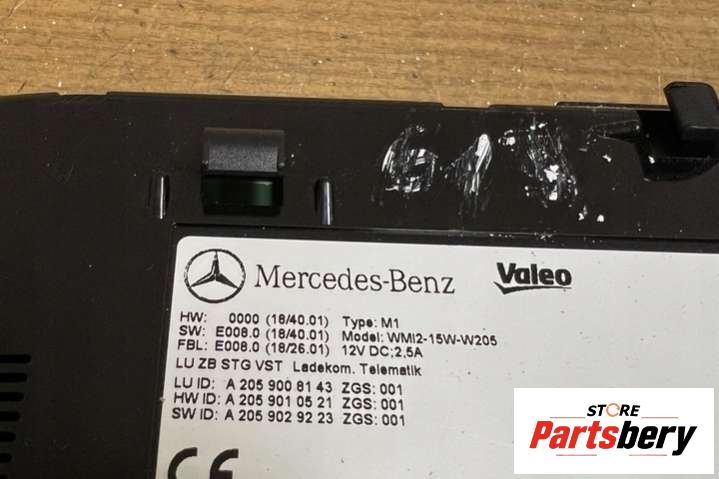 Mercedes-Benz Valeo
HW: 0000 (18/40.01) Type: M1
SW: E008.0 (18/40.01) Model: WMI2-15W-W205
FBL: E008.0 (18/26.01) 12V DC;2,5A
LU ZB STG VST Ladekom. Telematik
LU ID: A 205 900 81 43 ZGS: 001
HW ID: A 205 901 05 21 ZGS: 001
SW ID: A 205 902 92 23 ZGS: 001
CE
STORE
Partsbery